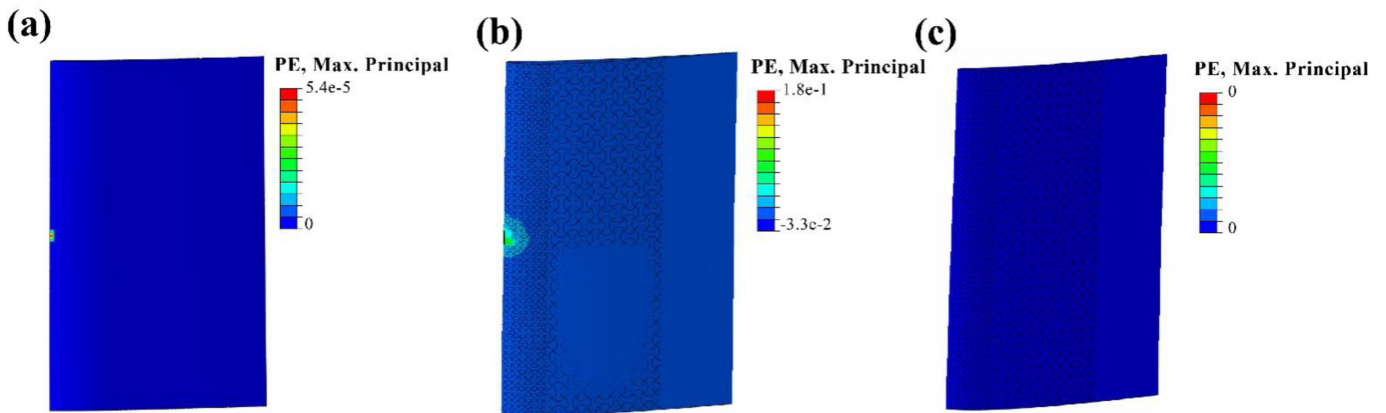 (a)
PE, Max. Principal
5.4e-5
0
(b)
PE, Max. Principal
1.8e-1
-3.3e-2
(c)
PE, Max. Principal
0
0